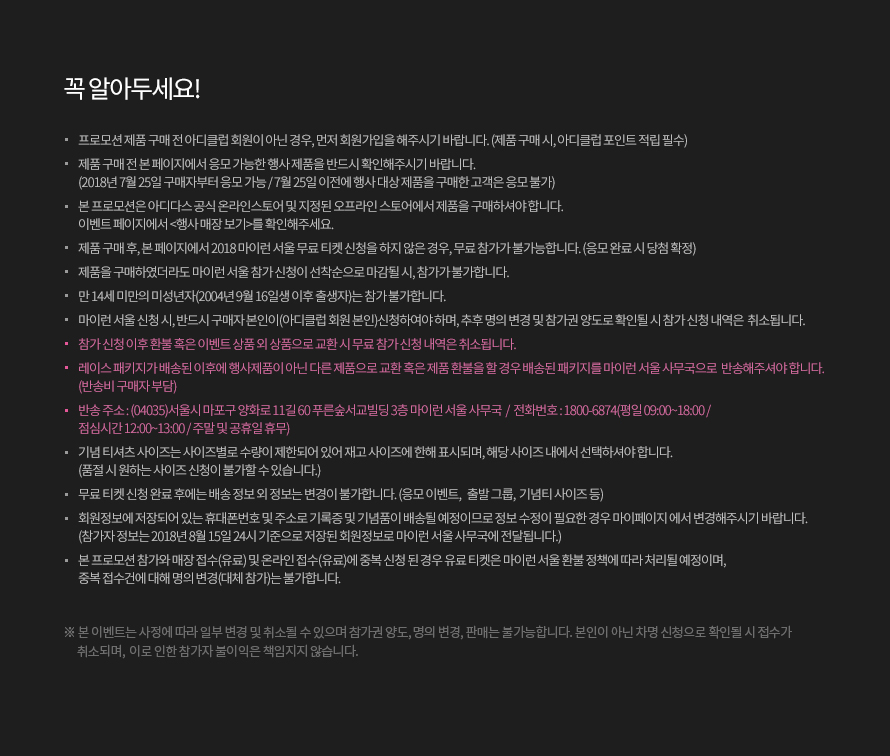 꼭 알아두세요!
프로모션 제품 구매 전 아디클럽 회원이 아닌 경우, 먼저 회원가입을 해주시기 바랍니다. (제품 구매 시, 아디클럽 포인트 적립 필수)
제품 구매 전 본 페이지에서 응모 가능한 행사 제품을 반드시 확인해주시기 바랍니다.
(2018년 7월 25일 구매자부터 응모 가능 / 7월 25일 이전에 행사 대상 제품을 구매한 고객은 응모 불가)
본 프로모션은 아디다스 공식 온라인스토어 및 지정된 오프라인 스토어에서 제품을 구매하셔야 합니다.
이벤트 페이지에서 <행사 매장 보기>를 확인해주세요.
제품 구매 후, 본 페이지에서 2018 마이런 서울 무료 티켓 신청을 하지 않은 경우, 무료 참가가 불가능합니다. (응모 완료 시 당첨 확정)
제품을 구매하였더라도 마이런 서울 참가 신청이 선착순으로 마감될 시, 참가가 불가합니다.
만 14세 미만의 미성년자(2004년 9월 16일생 이후 출생자)는 참가 불가합니다.
마이런 서울 신청 시, 반드시 구매자 본인이(아디클럽 회원 본인)신청하여야 하며, 추후 명의 변경 및 참가권 양도로 확인될 시 참가 신청 내역은 취소됩니다.
참가 신청 이후 환불 혹은 이벤트 상품 외 상품으로 교환 시 무료 참가 신청 내역은 취소됩니다.
레이스 패키지가 배송된 이후에 행사제품이 아닌 다른 제품으로 교환 혹은 제품 환불을 할 경우 배송된 패키지를 마이런 서울 사무국으로 반송해주셔야 합니다.
(반송비 구매자 부담)
반송 주소 : (04035)서울시 마포구 양화로 11길 60 푸른숲서교빌딩 3층 마이런 서울 사무국 / 전화번호 : 1800-6874(평일 09:00~18:00 /
점심시간 12:00~13:00 / 주말 및 공휴일 휴무)
기념 티셔츠 사이즈는 사이즈별로 수량이 제한되어 있어 재고 사이즈에 한해 표시되며, 해당 사이즈 내에서 선택하셔야 합니다.
(품절 시 원하는 사이즈 신청이 불가할 수 있습니다.)
무료 티켓 신청 완료 후에는 배송 정보 외 정보는 변경이 불가합니다. (응모 이벤트, 출발 그룹, 기념티 사이즈 등)
회원정보에 저장되어 있는 휴대폰번호 및 주소로 기록증 및 기념품이 배송될 예정이므로 정보 수정이 필요한 경우 마이페이지 에서 변경해주시기 바랍니다.
(참가자 정보는 2018년 8월 15일 24시 기준으로 저장된 회원정보로 마이런 서울 사무국에 전달됩니다.)
본 프로모션 참가와 매장 접수(유료) 및 온라인 접수(유료)에 중복 신청 된 경우 유료 티켓은 마이런 서울 환불 정책에 따라 처리될 예정이며,
중복 접수건에 대해 명의 변경(대체 참가)는 불가합니다.
※ 본 이벤트는 사정에 따라 일부 변경 및 취소될 수 있으며 참가권 양도, 명의 변경, 판매는 불가능합니다. 본인이 아닌 차명 신청으로 확인될 시 접수가
취소되며, 이로 인한 참가자 불이익은 책임지지 않습니다.